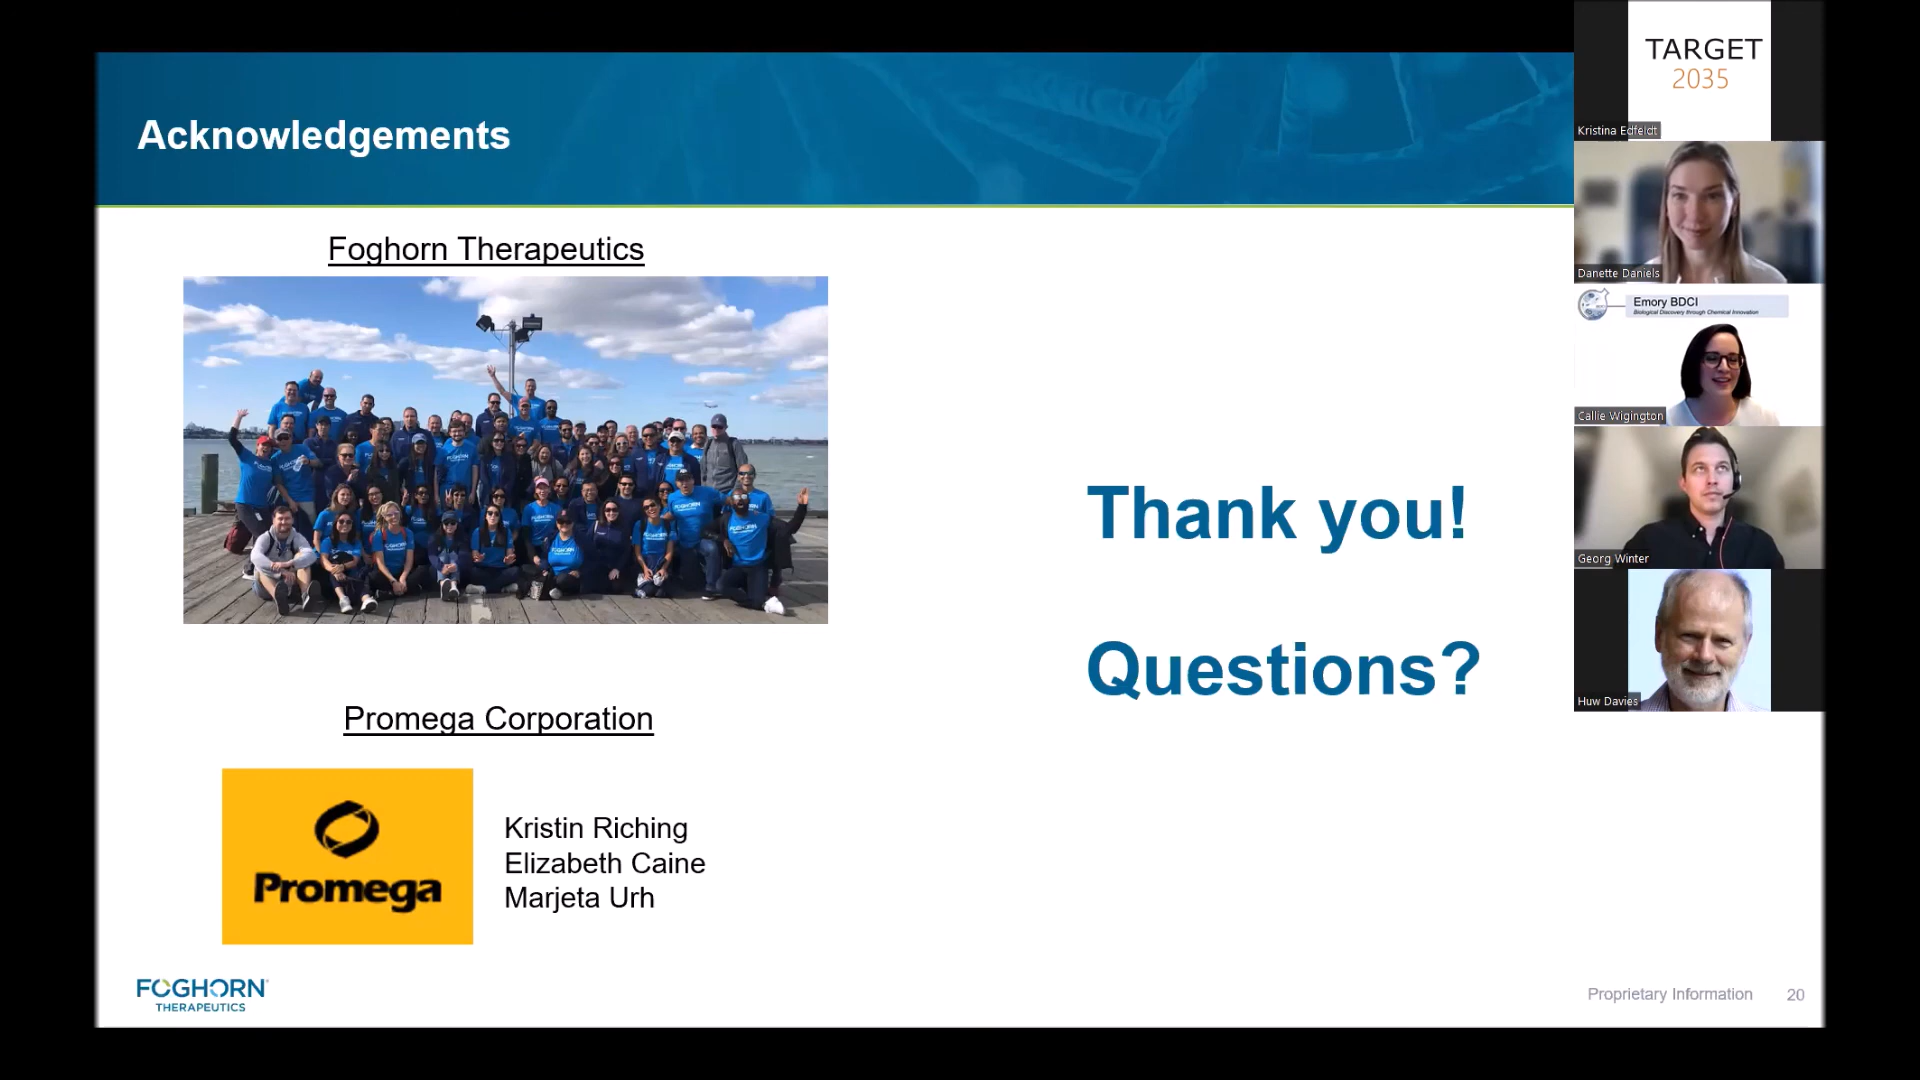 Acknowledgements
Foghorn Therapeutics
Promega Corporation
Promega
Kristin Riching
Elizabeth Caine
Marjeta Urh
FOGHORN
THERAPEUTICS
Thank you!
Questions?
Proprietary Information 20
TARGET
2035
Kristina Edfeldt
Danette Daniels
Emory BDCI
Biological Discovery through Chemical Innovation
Callie Wigington
Georg Winter
Huw Davies